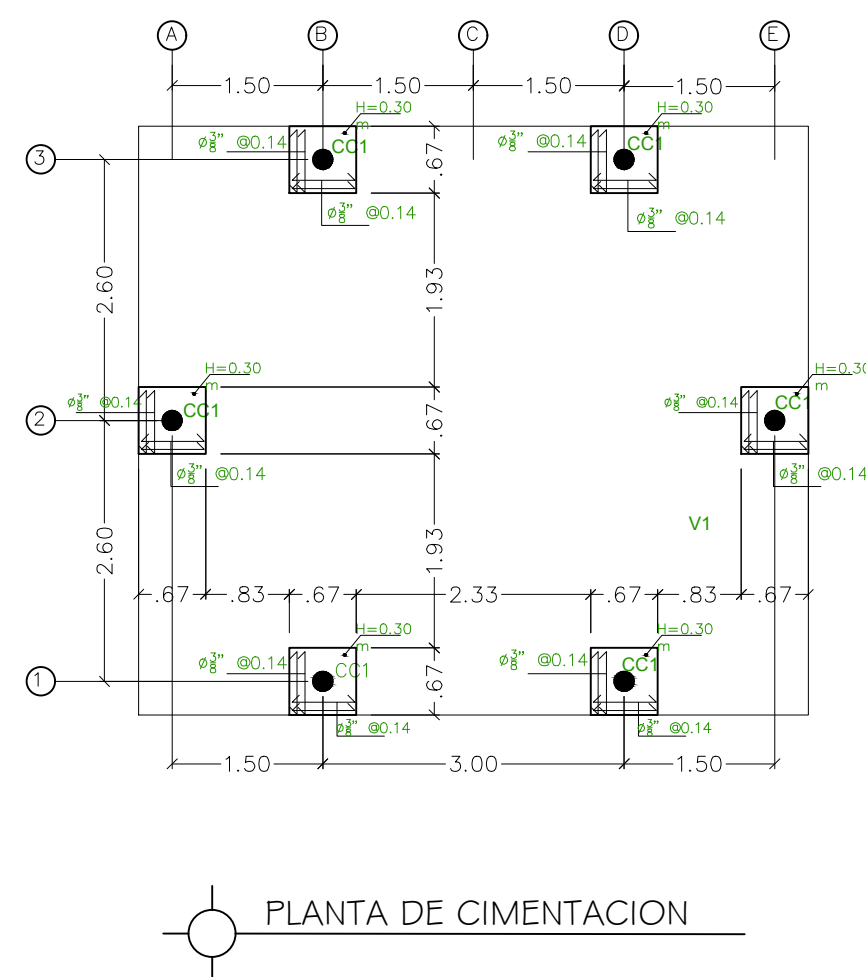 A B C D E
1.50 1.50 1.50 1.50
H=0.30 m H=0.30 m
ø3/8" @0.14 CC1 ø3/8" @0.14 CC1
3
.67
ø3/8" @0.14 ø3/8" @0.14
2.60 1.93
H=0.30 m H=0.30 m
ø3/8" @0.14 CC1 ø3/8" @0.14 CC1
2
.67
ø3/8" @0.14 ø3/8" @0.14
V1
2.60 1.93
.67 .83 .67 2.33 .67 .83 .67
H=0.30 m H=0.30 m
ø3/8" @0.14 CC1 ø3/8" @0.14 CC1
1
.67
ø3/8" @0.14 ø3/8" @0.14
1.50 3.00 1.50
PLANTA DE CIMENTACION